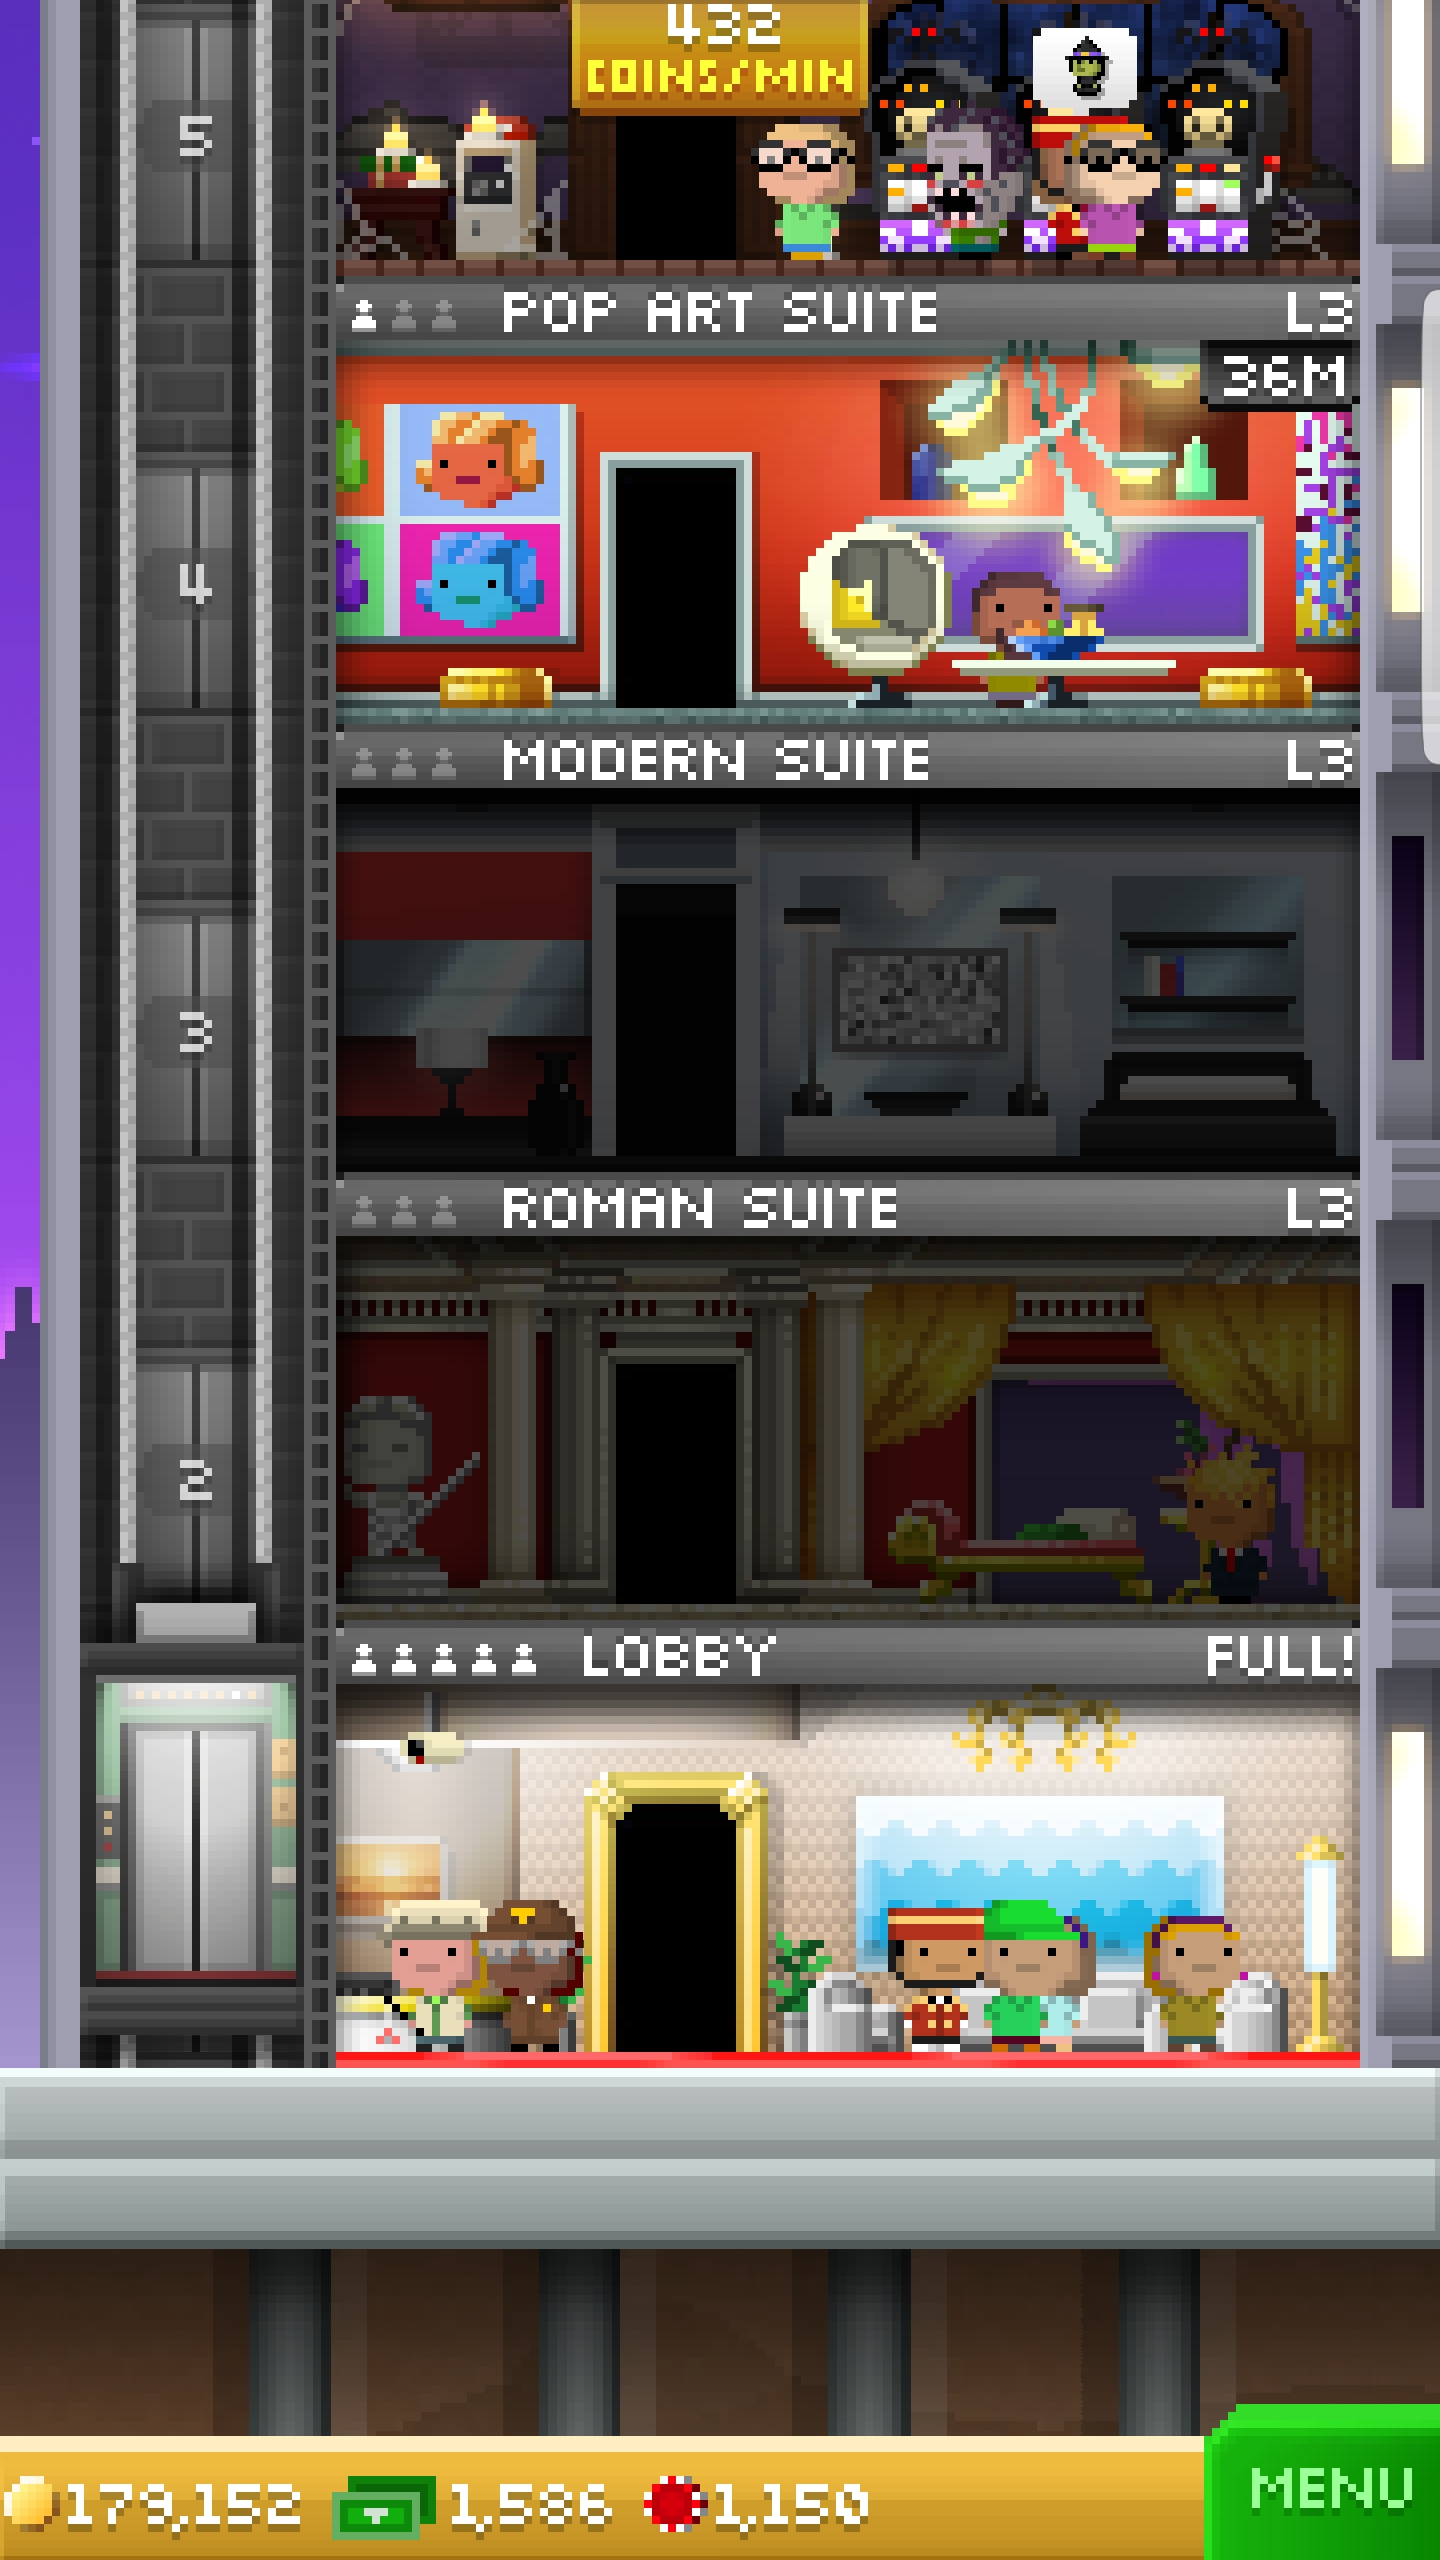 432
COINS/MIN
5
POP ART SUITE L3
36M
4
MODERN SUITE L3
3
ROMAN SUITE L3
2
LOBBY FULL!
179,152 1,586 1,150
MENU